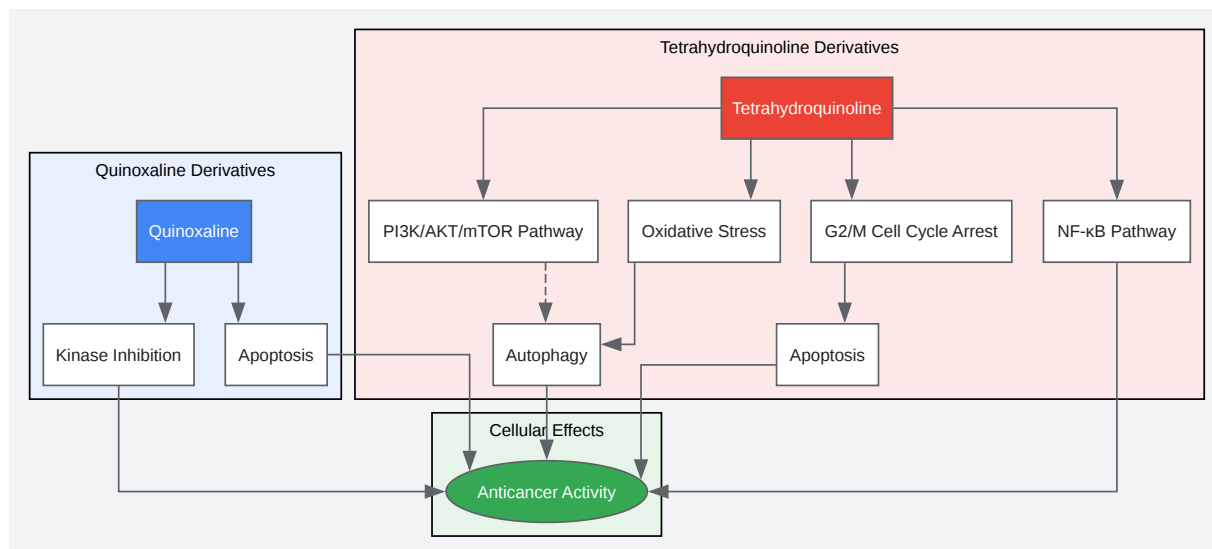 Tetrahydroquinoline Derivatives
Tetrahydroquinoline
Quinoxaline Derivatives
Quinoxaline
PI3K/AKT/mTOR Pathway
Oxidative Stress
G2/M Cell Cycle Arrest
NF-κB Pathway
Kinase Inhibition
Apoptosis
Autophagy
Apoptosis
Cellular Effects
Anticancer Activity